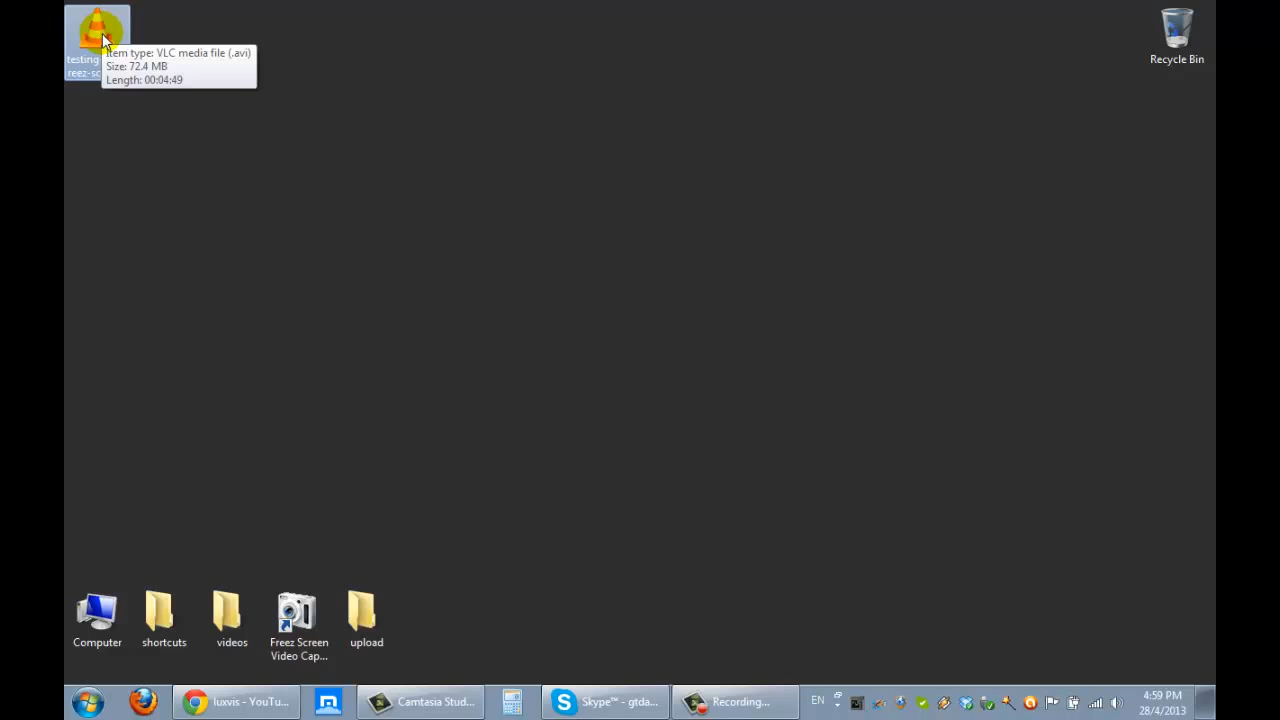 testing
reez-sc
Item type: VLC media file (.avi)
Size: 72.4 MB
Length: 00:04:49
Recycle Bin
Computer
shortcuts
videos
Freez Screen
Video Cap...
upload
luxvis - YouTu...
Camtasia Stud...
Skype™ - gtda...
Recording...
EN
4:59 PM
28/4/2013